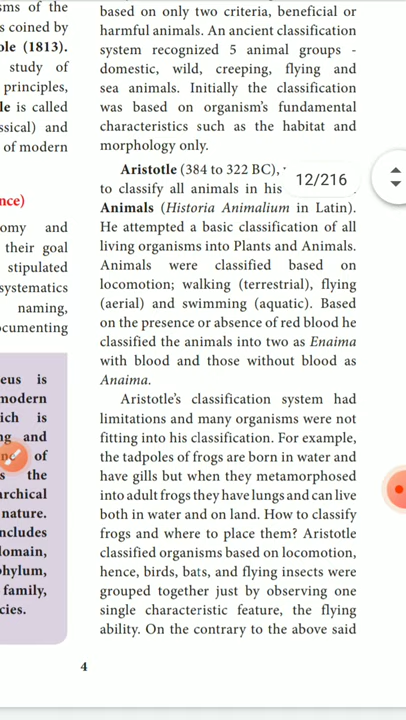 sms of the
s coined by
ole (1813).
study of
principles,
le is called
ssical) and
of modern
nce)
omy and
their goal
stipulated
systematics
naming,
ocumenting
eus is
modern
ich is
ng and
of
s the
archical
nature.
ncludes
lomain,
phylum,
family,
cies.
based on only two criteria, beneficial or
harmful animals. An ancient classification
system recognized 5 animal groups -
domestic, wild, creeping, flying and
sea animals. Initially the classification
was based on organism's fundamental
characteristics such as the habitat and
morphology only.
Aristotle (384 to 322 BC),
to classify all animals in his
Animals (Historia Animalium in Latin).
He attempted a basic classification of all
living organisms into Plants and Animals.
Animals were classified based on
locomotion; walking (terrestrial), flying
(aerial) and swimming (aquatic). Based
on the presence or absence of red blood he
classified the animals into two as Enaima
with blood and those without blood as
Anaima.
Aristotle's classification system had
limitations and many organisms were not
fitting into his classification. For example,
the tadpoles of frogs are born in water and
have gills but when they metamorphosed
into adult frogs they have lungs and can live
both in water and on land. How to classify
frogs and where to place them? Aristotle
classified organisms based on locomotion,
hence, birds, bats, and flying insects were
grouped together just by observing one
single characteristic feature, the flying
ability. On the contrary to the above said
12/216
4